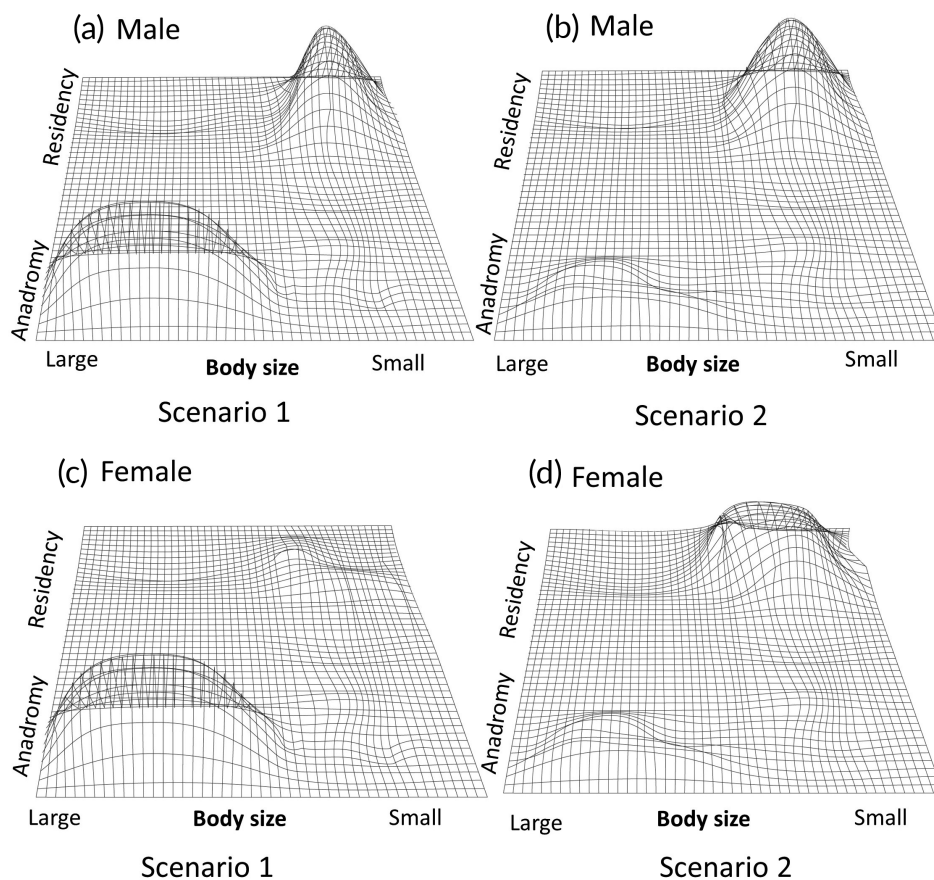 (a) Male
Residency
Anadromy
Large Body size Small
Scenario 1
(b) Male
Residency
Anadromy
Large Body size Small
Scenario 2
(c) Female
Residency
Anadromy
Large Body size Small
Scenario 1
(d) Female
Residency
Anadromy
Large Body size Small
Scenario 2